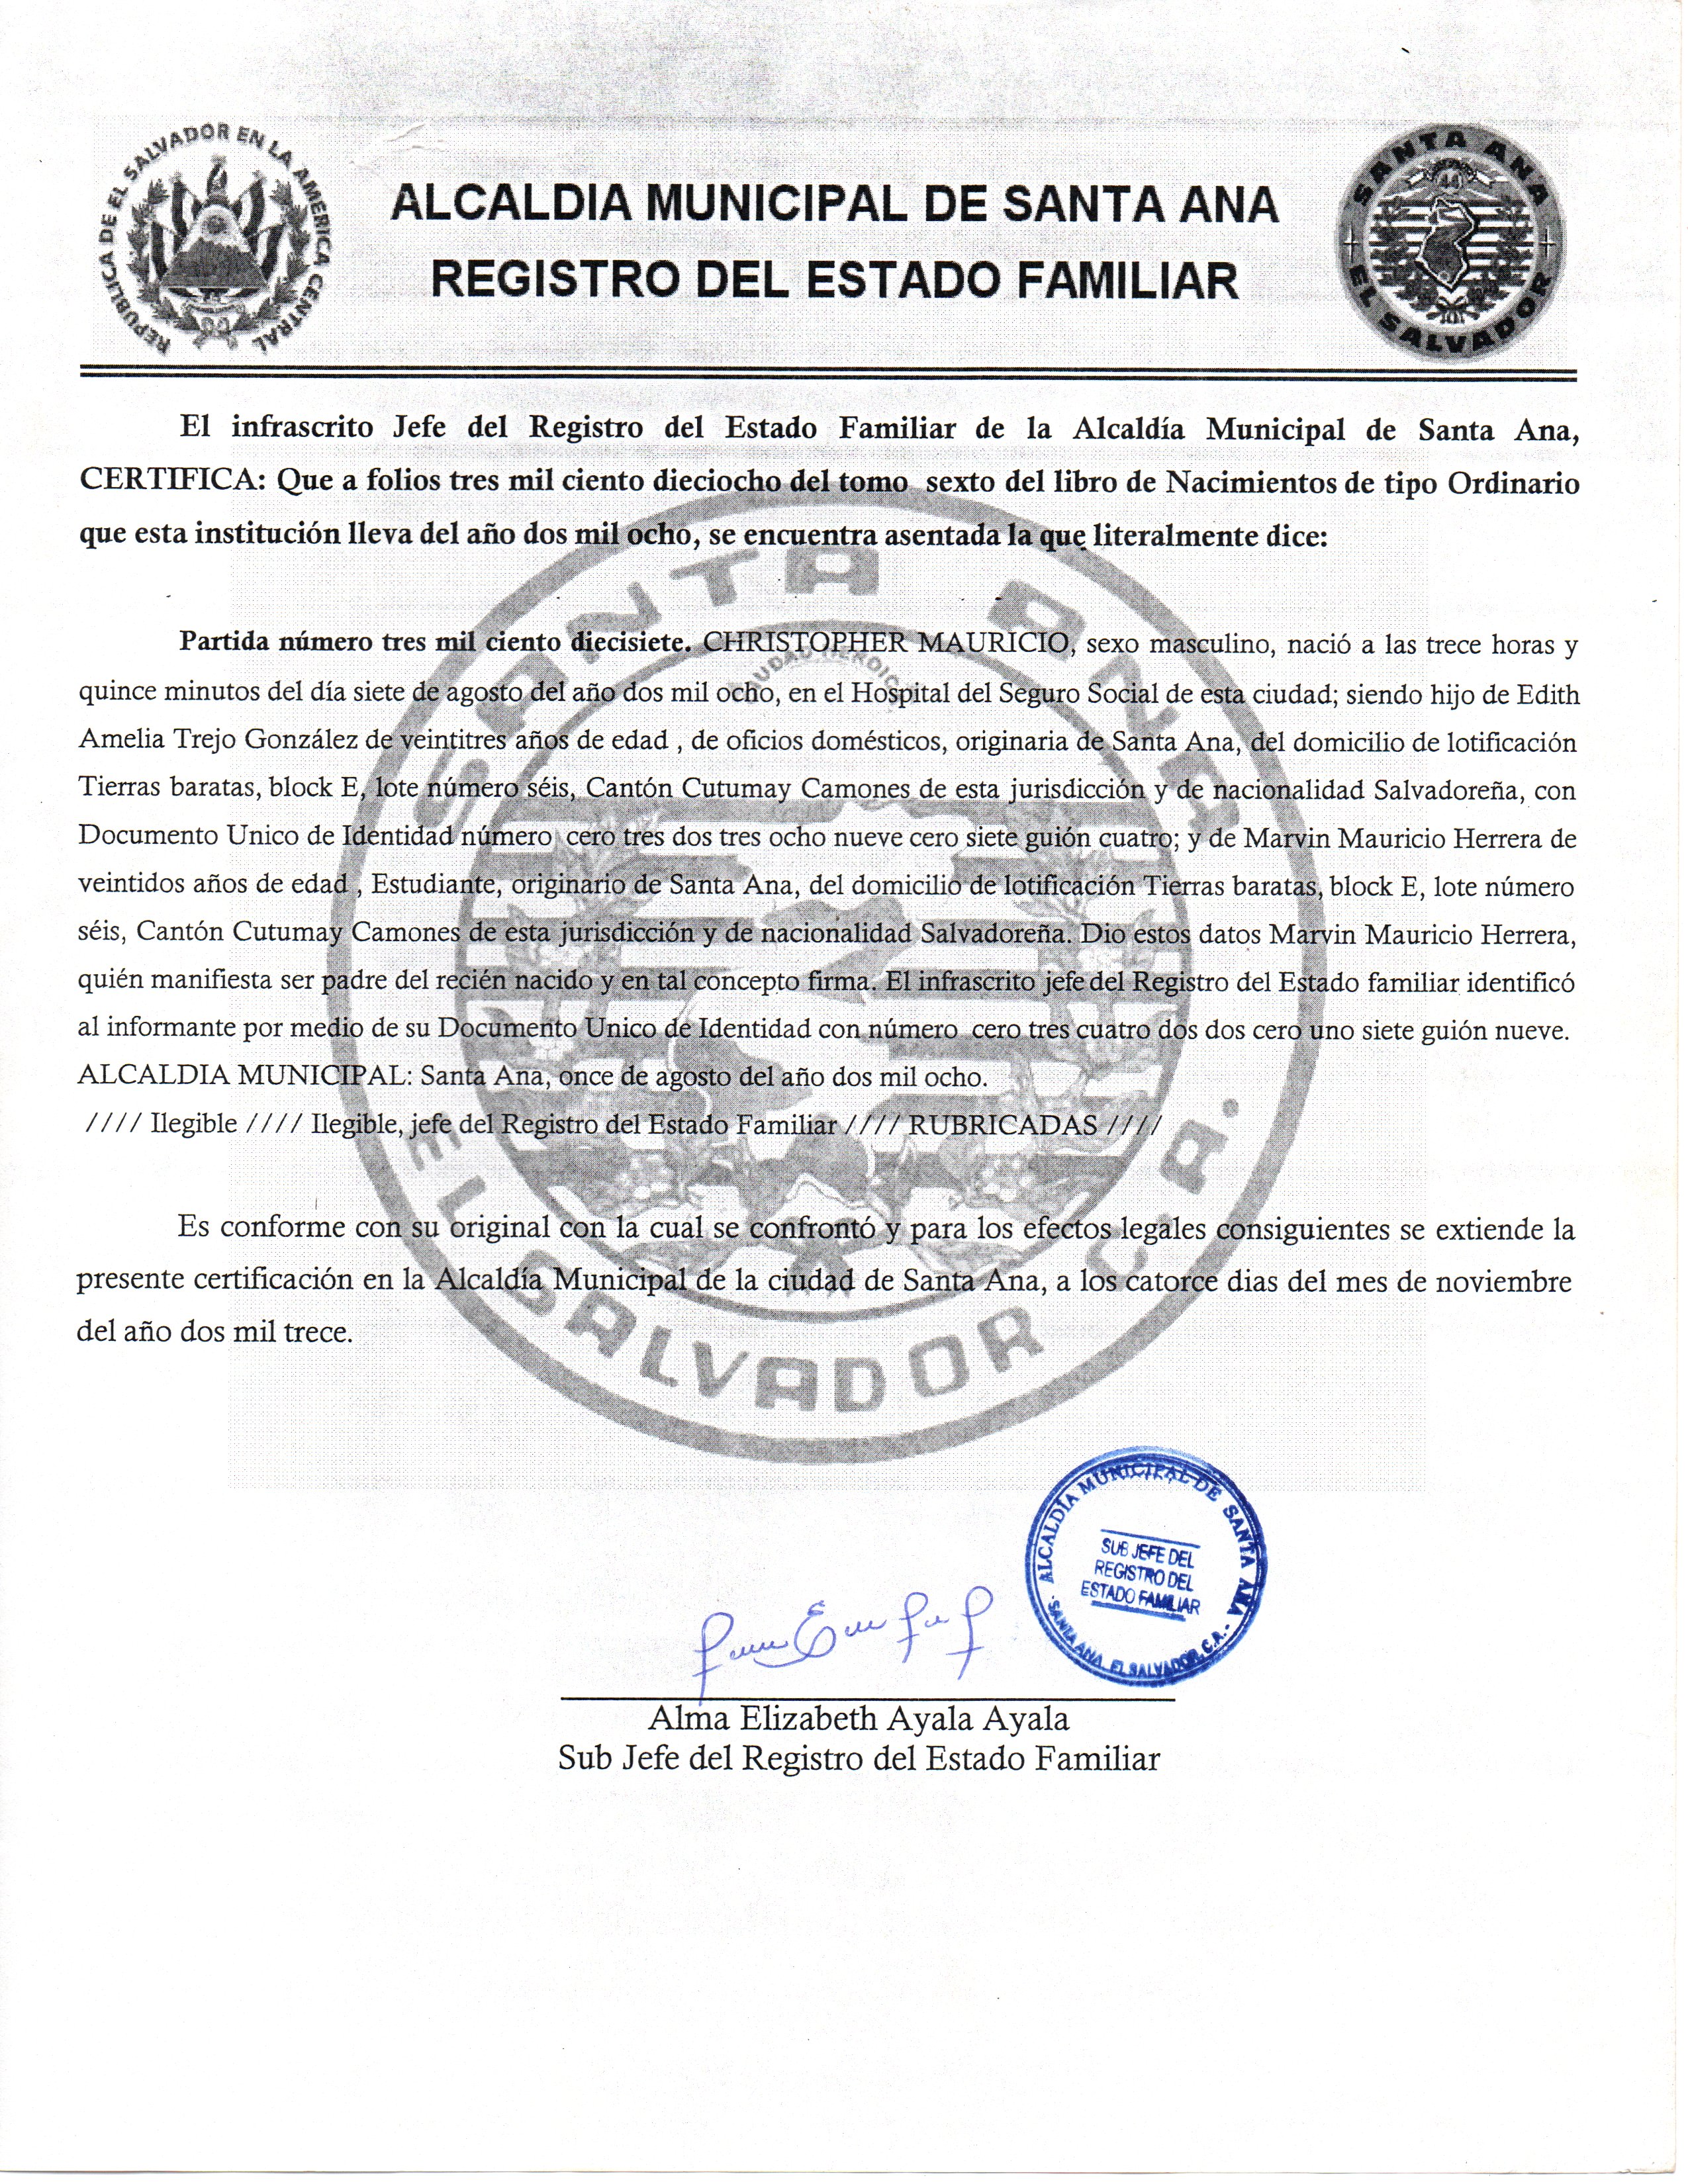 REPUBLICA DE EL SALVADOR EN LA AMERICA CENTRAL
ALCALDIA MUNICIPAL DE SANTA ANA
REGISTRO DEL ESTADO FAMILIAR
SANTA ANA
44
EL SALVADOR
El infrascrito Jefe del Registro del Estado Familiar de la Alcaldía Municipal de Santa Ana,
CERTIFICA: Que a folios tres mil ciento dieciocho del tomo sexto del libro de Nacimientos de tipo Ordinario
que esta institución lleva del año dos mil ocho, se encuentra asentada la que literalmente dice:
Partida número tres mil ciento diecisiete. CHRISTOPHER MAURICIO, sexo masculino, nació a las trece horas y
quince minutos del día siete de agosto del año dos mil ocho, en el Hospital del Seguro Social de esta ciudad; siendo hijo de Edith
Amelia Trejo González de veintitres años de edad , de oficios domésticos, originaria de Santa Ana, del domicilio de lotificación
Tierras baratas, block E, lote número séis, Cantón Cutumay Camones de esta jurisdicción y de nacionalidad Salvadoreña, con
Documento Unico de Identidad número cero tres dos tres ocho nueve cero siete guión cuatro; y de Marvin Mauricio Herrera de
veintidos años de edad , Estudiante, originario de Santa Ana, del domicilio de lotificación Tierras baratas, block E, lote número
séis, Cantón Cutumay Camones de esta jurisdicción y de nacionalidad Salvadoreña. Dio estos datos Marvin Mauricio Herrera,
quién manifiesta ser padre del recién nacido y en tal concepto firma. El infrascrito jefe del Registro del Estado familiar identificó
al informante por medio de su Documento Unico de Identidad con número cero tres cuatro dos dos cero uno siete guión nueve.
ALCALDIA MUNICIPAL: Santa Ana, once de agosto del año dos mil ocho.
//// Ilegible //// Ilegible, jefe del Registro del Estado Familiar //// RUBRICADAS ////
Es conforme con su original con la cual se confrontó y para los efectos legales consiguientes se extiende la
presente certificación en la Alcaldía Municipal de la ciudad de Santa Ana, a los catorce dias del mes de noviembre
del año dos mil trece.
SANTA ANA
CIUDAD HEROICA
EL SALVADOR C.A.
ALCALDÍA MUNICIPAL DE SANTA ANA
SUB JEFE DEL
REGISTRO DEL
ESTADO FAMILIAR
SANTA ANA EL SALVADOR, C.A.
Alma Elizabeth Ayala Ayala
Sub Jefe del Registro del Estado Familiar